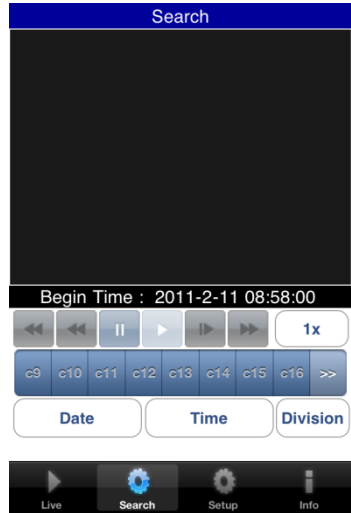 Search
Begin Time : 2011-2-11 08:58:00
1x
c9 c10 c11 c12 c13 c14 c15 c16 >>
Date Time Division
Live Search Setup Info